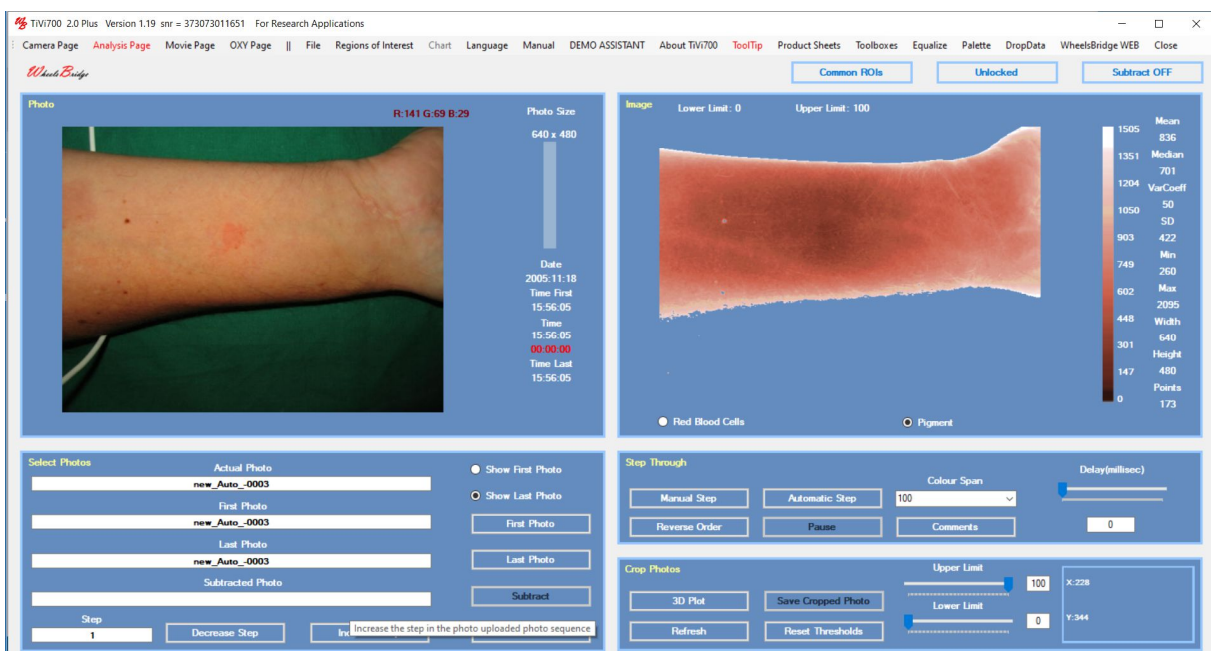 TiVi700 2.0 Plus Version 1.19 snr = 373073011651 For Research Applications
Camera Page Analysis Page Movie Page OXY Page || File Regions of Interest Chart Language Manual DEMO ASSISTANT About TiVi700 ToolTip Product Sheets Toolboxes Equalize Palette DropData WheelsBridge WEB Close
WheelsBridge
Common ROIs
Unlocked
Subtract OFF
Photo
R:141 G:69 B:29
Photo Size
640 x 480
Date
2005:11:18
Time First
15:56:05
Time
15:56:05
00:00:00
Time Last
15:56:05
Image
Lower Limit: 0
Upper Limit: 100
1505
1351
1204
1050
903
749
602
448
301
147
0
Mean
836
Median
701
VarCoeff
50
SD
422
Min
260
Max
2095
Width
640
Height
480
Points
173
Red Blood Cells
Pigment
Select Photos
Actual Photo
new_Auto_-0003
First Photo
new_Auto_-0003
Last Photo
new_Auto_-0003
Subtracted Photo
Step
1
Decrease Step
Increase the step in the photo uploaded photo sequence
Show First Photo
Show Last Photo
First Photo
Last Photo
Subtract
Step Through
Manual Step
Automatic Step
Reverse Order
Pause
Colour Span
100
Comments
Delay(millisec)
0
Crop Photos
3D Plot
Save Cropped Photo
Refresh
Reset Thresholds
Upper Limit
100
Lower Limit
0
X:228
Y:344